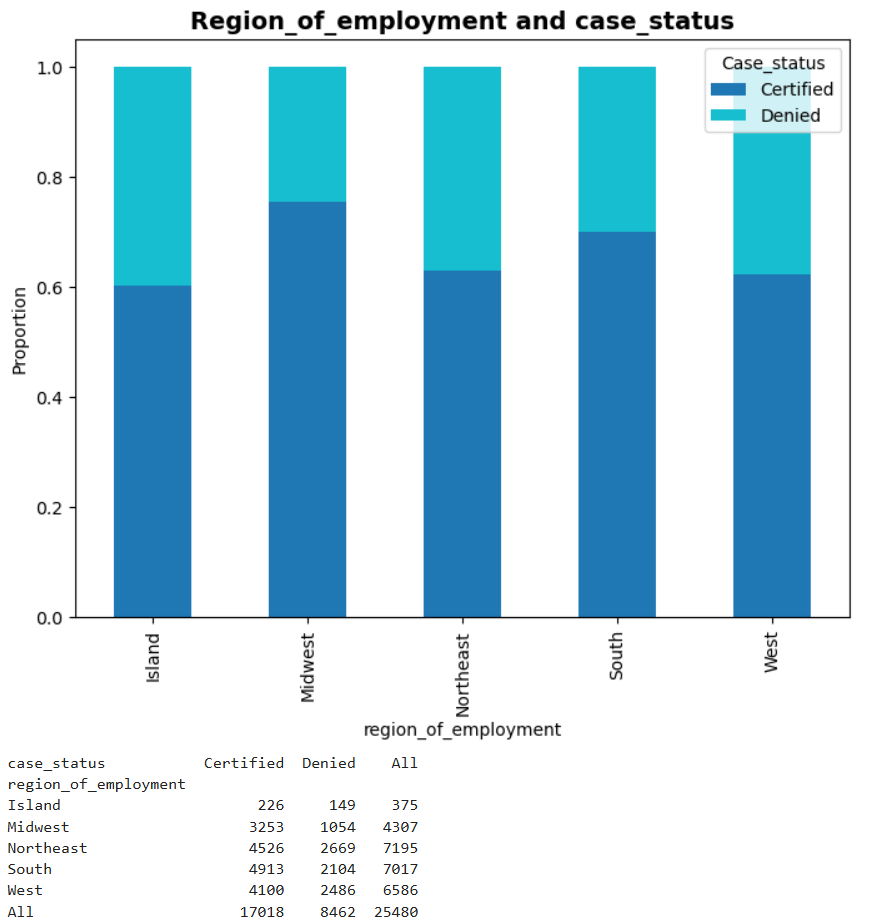 Region_of_employment and case_status
Case_status
Certified
Denied
1.0
0.8
0.6
0.4
0.2
0.0
Proportion
Island
Midwest
Northeast
South
West
region_of_employment
case_status Certified Denied All
region_of_employment
Island 226 149 375
Midwest 3253 1054 4307
Northeast 4526 2669 7195
South 4913 2104 7017
West 4100 2486 6586
All 17018 8462 25480